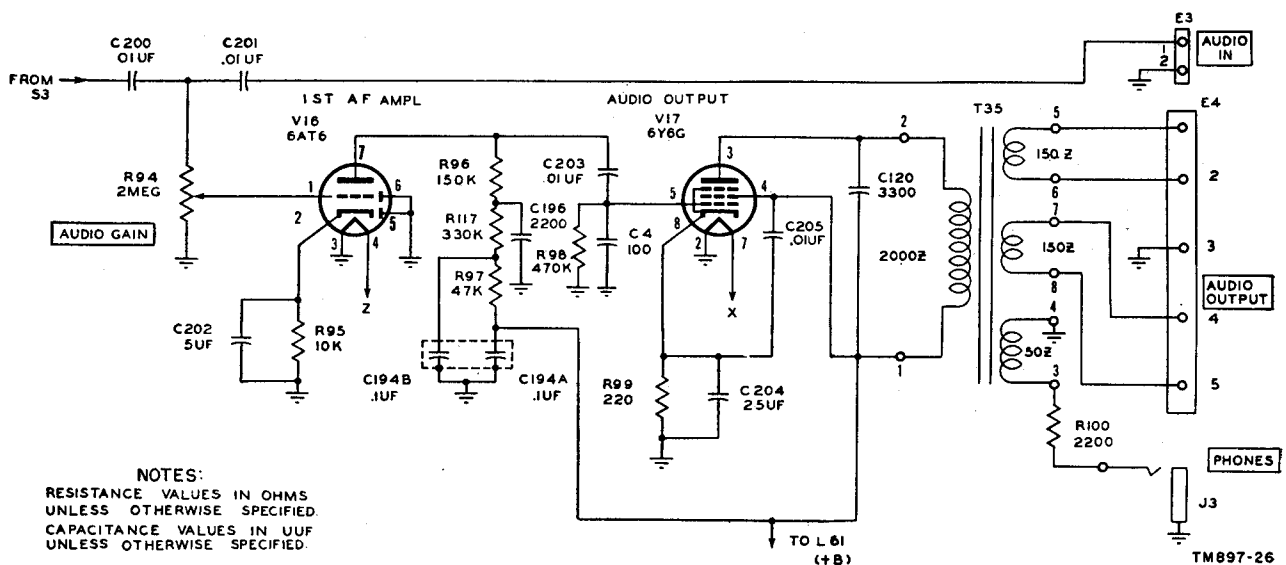 C200
.01UF
C201
.01UF
FROM
S3
E3
1
2
AUDIO
IN
1ST AF AMPL
V16
6AT6
AUDIO OUTPUT
V17
6Y6G
R94
2MEG
AUDIO GAIN
7
1
2
6
5
3
4
Z
C202
5UF
R95
10K
R96
150K
R117
330K
R97
47K
C196
2200
C194B
.1UF
C194A
.1UF
C203
.01UF
R98
470K
C4
100
3
5
4
8
2
7
X
C205
.01UF
R99
220
C204
25UF
C120
3300
2
2000Z
1
T35
5
150Z
6
7
150Z
8
4
50Z
3
E4
2
3
AUDIO
OUTPUT
4
5
R100
2200
PHONES
J3
TO L61
(+B)
NOTES:
RESISTANCE VALUES IN OHMS
UNLESS OTHERWISE SPECIFIED.
CAPACITANCE VALUES IN UUF
UNLESS OTHERWISE SPECIFIED.
TM897-26